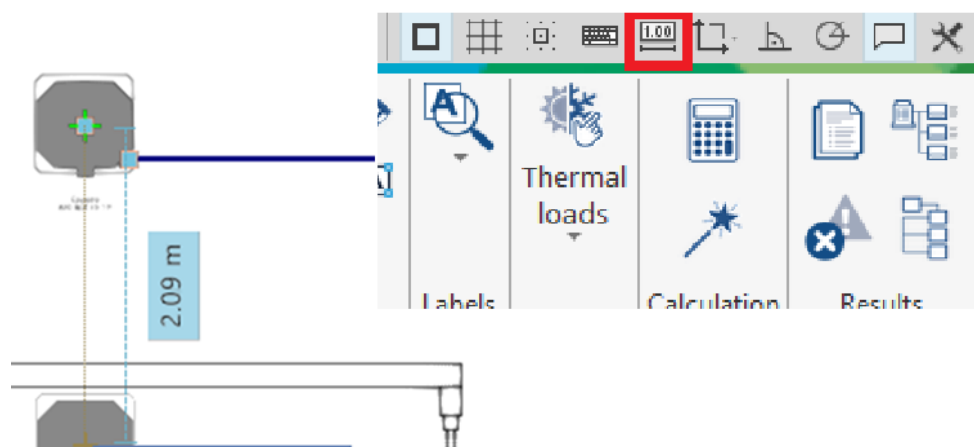 1.00
A
Thermal
loads
Labels
Calculation
Results
2.09 m